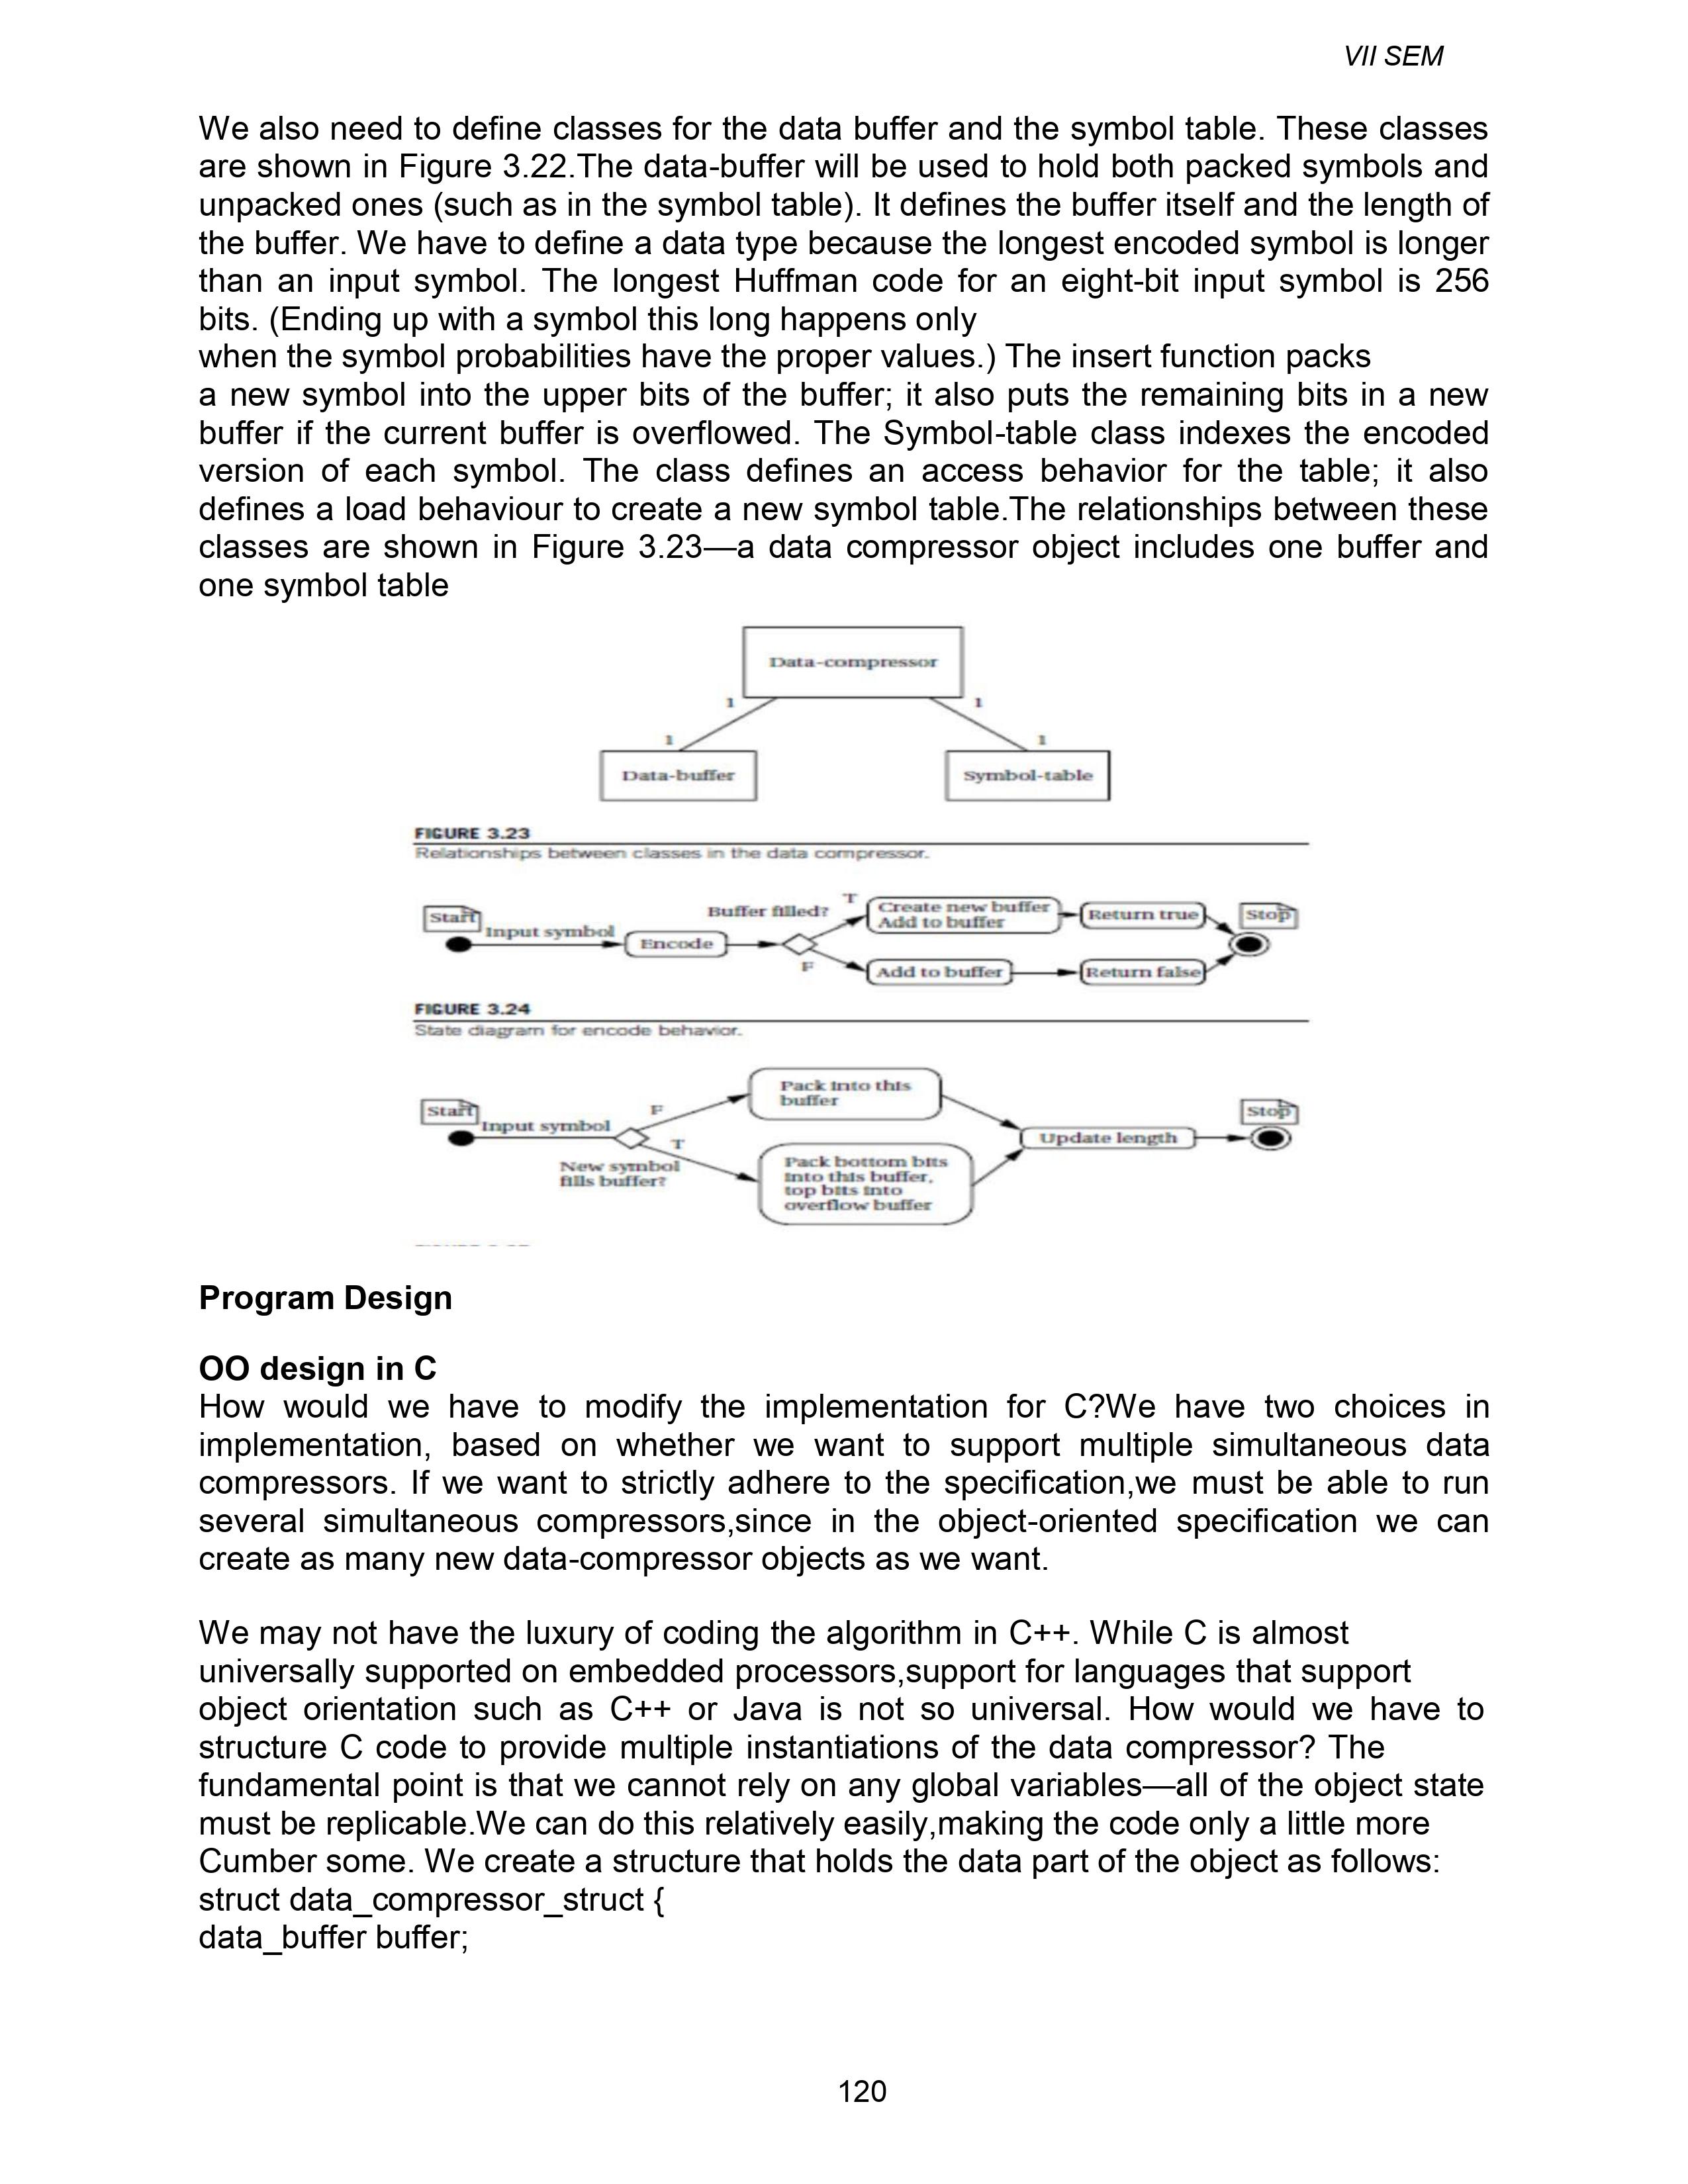 VII SEM
We also need to define classes for the data buffer and the symbol table. These classes
are shown in Figure 3.22.The data-buffer will be used to hold both packed symbols and
unpacked ones (such as in the symbol table). It defines the buffer itself and the length of
the buffer. We have to define a data type because the longest encoded symbol is longer
than an input symbol. The longest Huffman code for an eight-bit input symbol is 256
bits. (Ending up with a symbol this long happens only
when the symbol probabilities have the proper values.) The insert function packs
a new symbol into the upper bits of the buffer; it also puts the remaining bits in a new
buffer if the current buffer is overflowed. The Symbol-table class indexes the encoded
version of each symbol. The class defines an access behavior for the table; it also
defines a load behaviour to create a new symbol table.The relationships between these
classes are shown in Figure 3.23—a data compressor object includes one buffer and
one symbol table
Data-compressor
1 1
1 1
Data-buffer Symbol-table
FIGURE 3.23
Relationships between classes in the data compressor.
Start
Input symbol
Encode
Buffer filled?
T
Create new buffer
Add to buffer
Return true
F
Add to buffer
Return false
Stop
FIGURE 3.24
State diagram for encode behavior.
Start
Input symbol
F
T
New symbol
fills buffer?
Pack into this
buffer
Pack bottom bits
into this buffer,
top bits into
overflow buffer
Update length
Stop
Program Design
OO design in C
How would we have to modify the implementation for C?We have two choices in
implementation, based on whether we want to support multiple simultaneous data
compressors. If we want to strictly adhere to the specification,we must be able to run
several simultaneous compressors,since in the object-oriented specification we can
create as many new data-compressor objects as we want.
We may not have the luxury of coding the algorithm in C++. While C is almost
universally supported on embedded processors,support for languages that support
object orientation such as C++ or Java is not so universal. How would we have to
structure C code to provide multiple instantiations of the data compressor? The
fundamental point is that we cannot rely on any global variables—all of the object state
must be replicable.We can do this relatively easily,making the code only a little more
Cumber some. We create a structure that holds the data part of the object as follows:
struct data_compressor_struct {
data_buffer buffer;
120